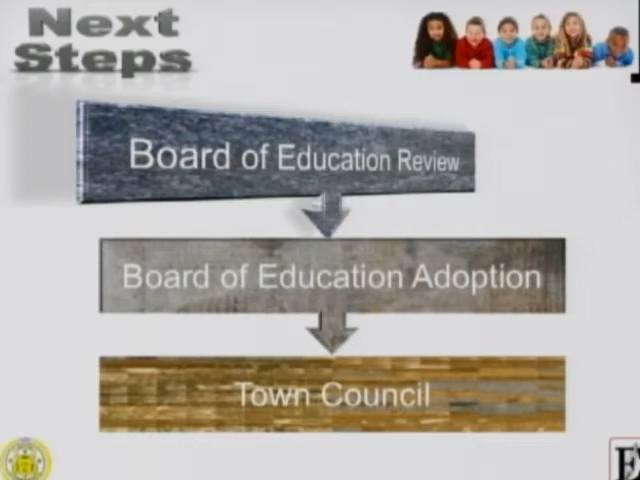 Next
Steps
Board of Education Review
Board of Education Adoption
Town Council
E